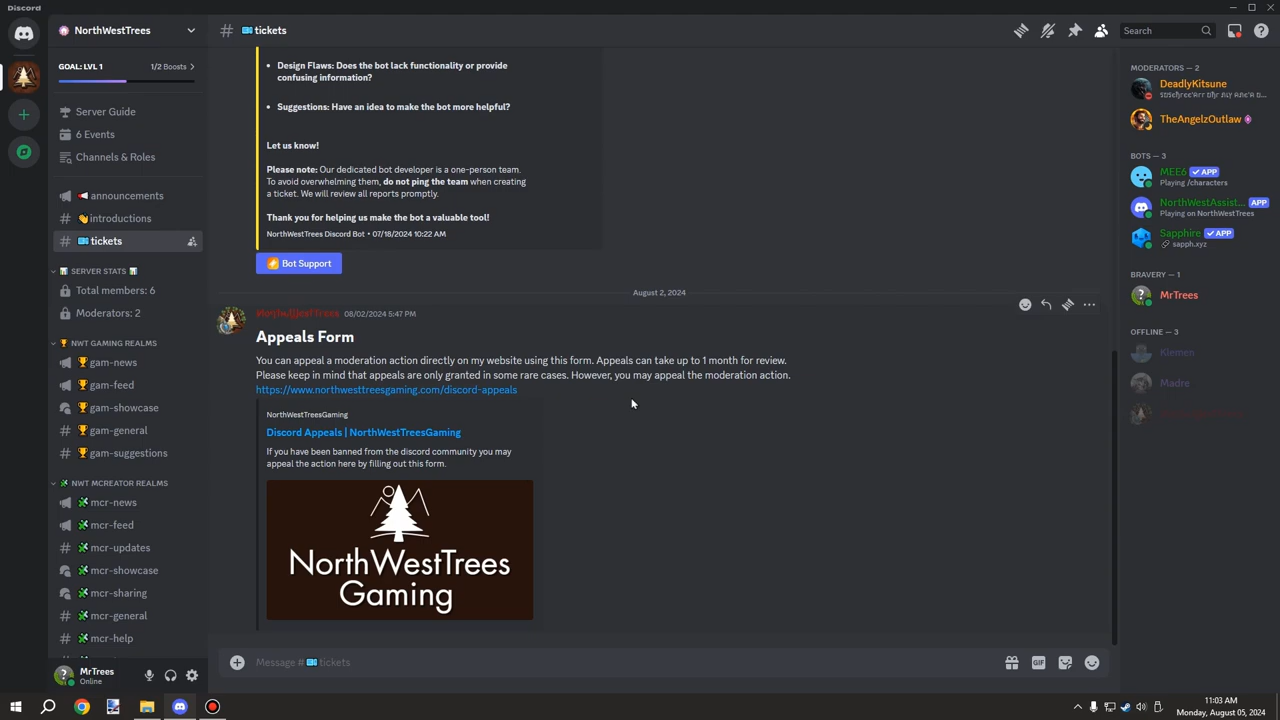 Discord
NorthWestTrees
tickets
Search
GOAL: LVL 1
1/2 Boosts
Server Guide
6 Events
Channels & Roles
announcements
introductions
tickets
SERVER STATS
Total members: 6
Moderators: 2
NWT GAMING REALMS
gam-news
gam-feed
gam-showcase
gam-general
gam-suggestions
NWT MCREATOR REALMS
mcr-news
mcr-feed
mcr-updates
mcr-showcase
mcr-sharing
mcr-general
mcr-help
MrTrees
Online
• Design Flaws: Does the bot lack functionality or provide
confusing information?
• Suggestions: Have an idea to make the bot more helpful?
Let us know!
Please note: Our dedicated bot developer is a one-person team.
To avoid overwhelming them, do not ping the team when creating
a ticket. We will review all reports promptly.
Thank you for helping us make the bot a valuable tool!
NorthWestTrees Discord Bot • 07/18/2024 10:22 AM
Bot Support
August 2, 2024
08/02/2024 5:47 PM
Appeals Form
You can appeal a moderation action directly on my website using this form. Appeals can take up to 1 month for review.
Please keep in mind that appeals are only granted in some rare cases. However, you may appeal the moderation action.
https://www.northwesttreesgaming.com/discord-appeals
NorthWestTreesGaming
Discord Appeals | NorthWestTreesGaming
If you have been banned from the discord community you may
appeal the action here by filling out this form.
NorthWestTrees
Gaming
Message # tickets
GIF
MODERATORS — 2
DeadlyKitsune
TheAngelzOutlaw
BOTS — 3
MEE6 ✓ APP
Playing /characters
NorthWestAssist... APP
Playing on NorthWestTrees
Sapphire ✓ APP
sapph.xyz
BRAVERY — 1
MrTrees
OFFLINE — 3
Klemen
Madre
11:03 AM
Monday, August 05, 2024